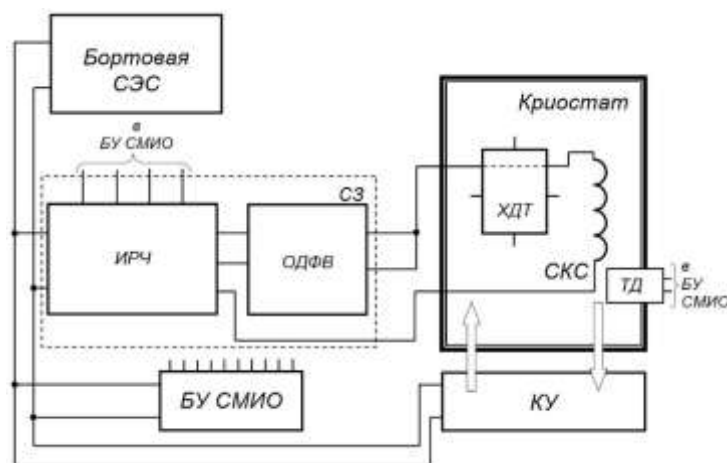 Бортовая
СЭС
Криостат
в
БУ СМИО
СЗ
ХДТ
ИРЧ
ОДФВ
СКС
ТД
в
БУ
СМИО
БУ СМИО
КУ